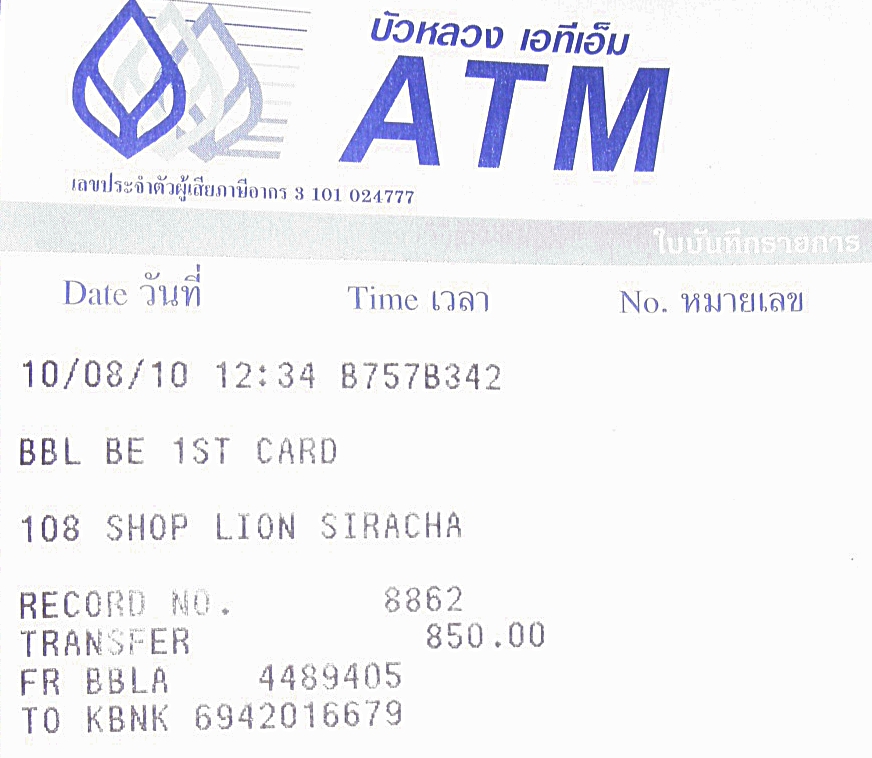 บัวหลวง เอทีเอ็ม
ATM
เลขประจำตัวผู้เสียภาษีอากร 3 101 024777
ใบบันทึกรายการ
Date วันที่ Time เวลา No. หมายเลข
10/08/10 12:34 B757B342
BBL BE 1ST CARD
108 SHOP LION SIRACHA
RECORD NO. 8862
TRANSFER 850.00
FR BBLA 4489405
TO KBNK 6942016679